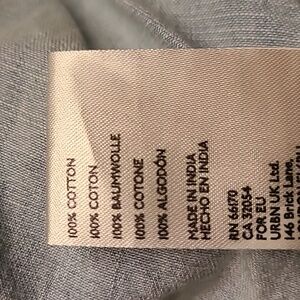 100% COTTON
100% COTON
100% BAUMWOLLE
100% COTONE
100% ALGODÓN
MADE IN INDIA
HECHO EN INDIA
RN 66170
CA 37054
FOR EU
URBN UK Ltd.
146 Brick Lane,